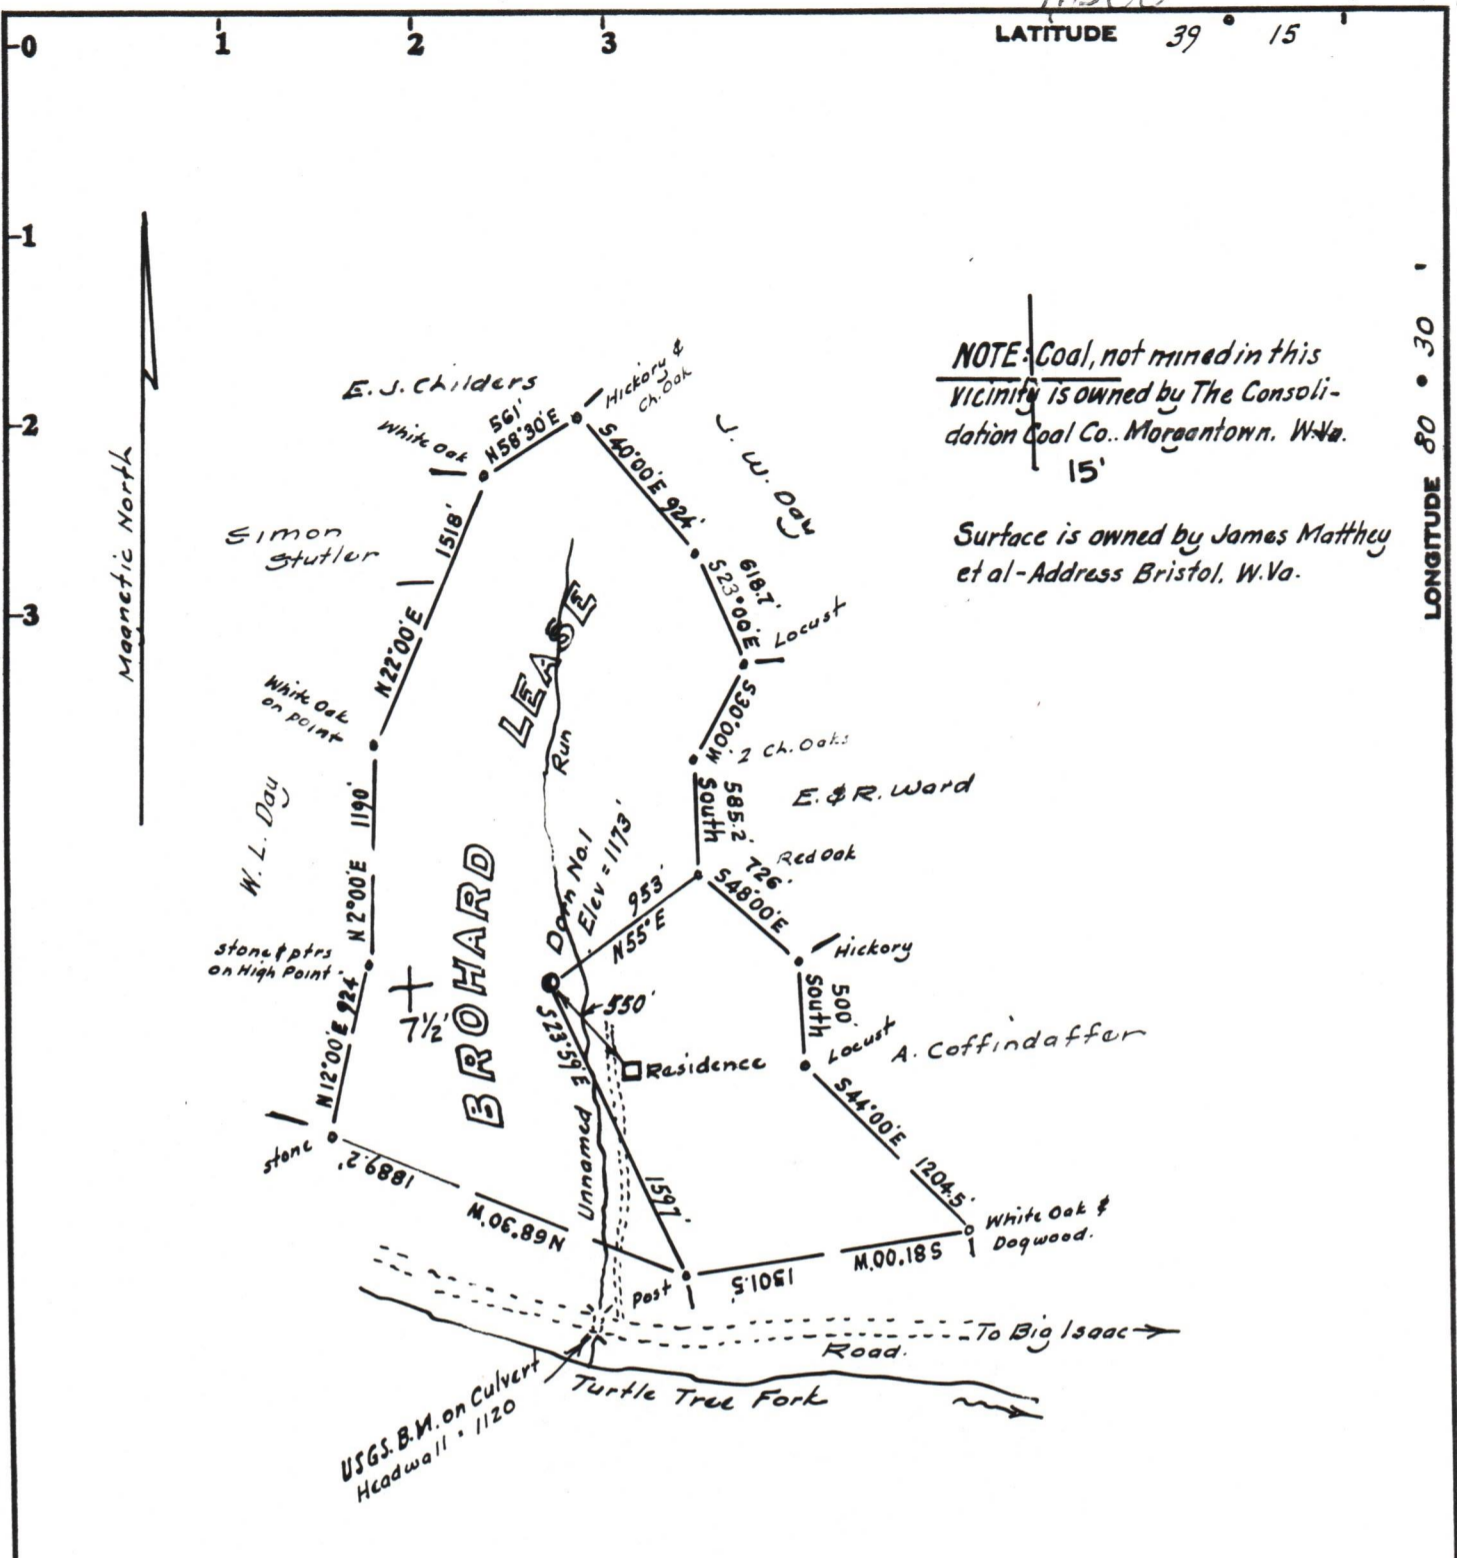 1 2 3 LATITUDE 39 ° 15 '
0
1
2
3
LONGITUDE 80 • 30 '
Magnetic North
NOTE: Coal, not mined in this
vicinity is owned by The Consoli-
dation Coal Co.. Morgantown. W.Va.
15'
Surface is owned by James Matthey
et al - Address Bristol. W.Va.
E. J. Childers
561'
N58°30'E
White Oak
Hickory &
Ch. Oak
S40°00'E 924'
J. W. Day
Simon
Stutler
1518'
N22°00'E
618.7'
S23°00'E
Locust
S30°00W
2 Ch. Oaks
White Oak
on point
LEASE
Run
585.2'
South
E. & R. Ward
W. L. Day
1190'
N2°00'E
BROHARD
Dorn No.1
Elev = 1173'
953'
N55°E
Red Oak
726'
S48°00'E
Hickory
Stone & ptrs
on High Point
7½'
550'
S23°59'E
500'
South
Locust
A. Coffindaffer
N12°00'E 924'
Residence
Stone
1889.2'
N68°30'W
Unnamed
1597'
S44°00'E 1204.5'
White Oak &
Dogwood.
S81°00'W
1501.5'
Post
To Big Isaac
Road.
Turtle Tree Fork
USGS. B.M. on Culvert
Headwall = 1120